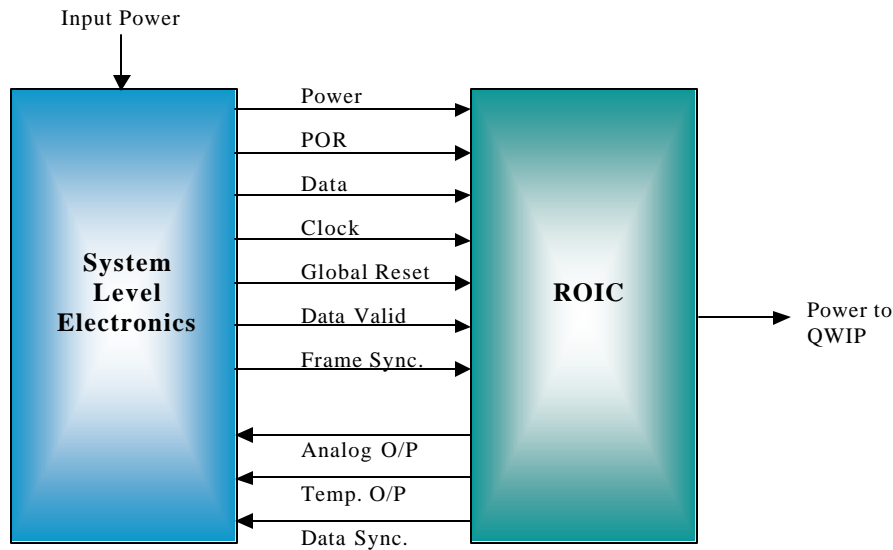 Input Power
Power
POR
Data
Clock
Global Reset
Data Valid
Frame Sync.
System
Level
Electronics
ROIC
Power to
QWIP
Analog O/P
Temp. O/P
Data Sync.